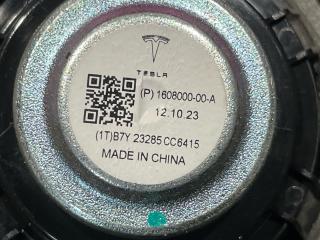 TESLA
(P) 1608000-00-A
12.10.23
(1T)B7Y 23285 CC6415
MADE IN CHINA